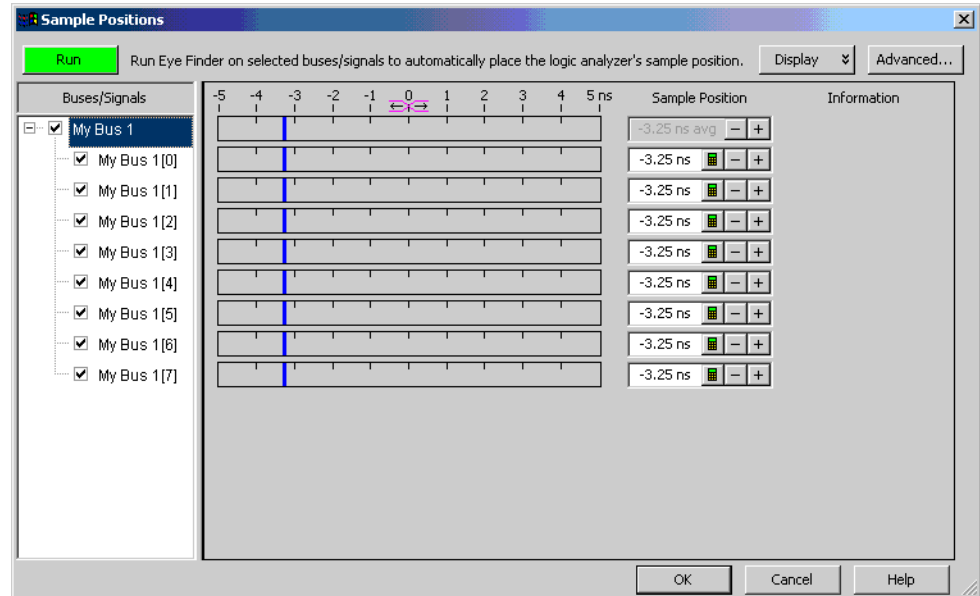 Sample Positions
Run Run Eye Finder on selected buses/signals to automatically place the logic analyzer's sample position. Display Advanced...
Buses/Signals -5 -4 -3 -2 -1 0 1 2 3 4 5 ns Sample Position Information
My Bus 1 -3.25 ns avg - +
My Bus 1[0] -3.25 ns - +
My Bus 1[1] -3.25 ns - +
My Bus 1[2] -3.25 ns - +
My Bus 1[3] -3.25 ns - +
My Bus 1[4] -3.25 ns - +
My Bus 1[5] -3.25 ns - +
My Bus 1[6] -3.25 ns - +
My Bus 1[7] -3.25 ns - +
OK Cancel Help